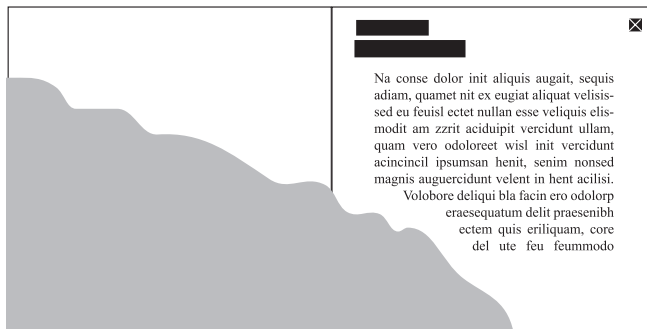 Na conse dolor init aliquis augait, sequis
adiam, quamet nit ex eugiat aliquat velisis-
sed eu feuisl ectet nullan esse veliquis elis-
modit am zzrit aciduipit vercidunt ullam,
quam vero odoloreet wisl init vercidunt
acincincil ipsumsan henit, senim nonsed
magnis auguercidunt velent in hent acilisi.
Volobore deliqui bla facin ero odolorp
eraesequatum delit praesenibh
ectem quis eriliquam, core
del ute feu feummodo